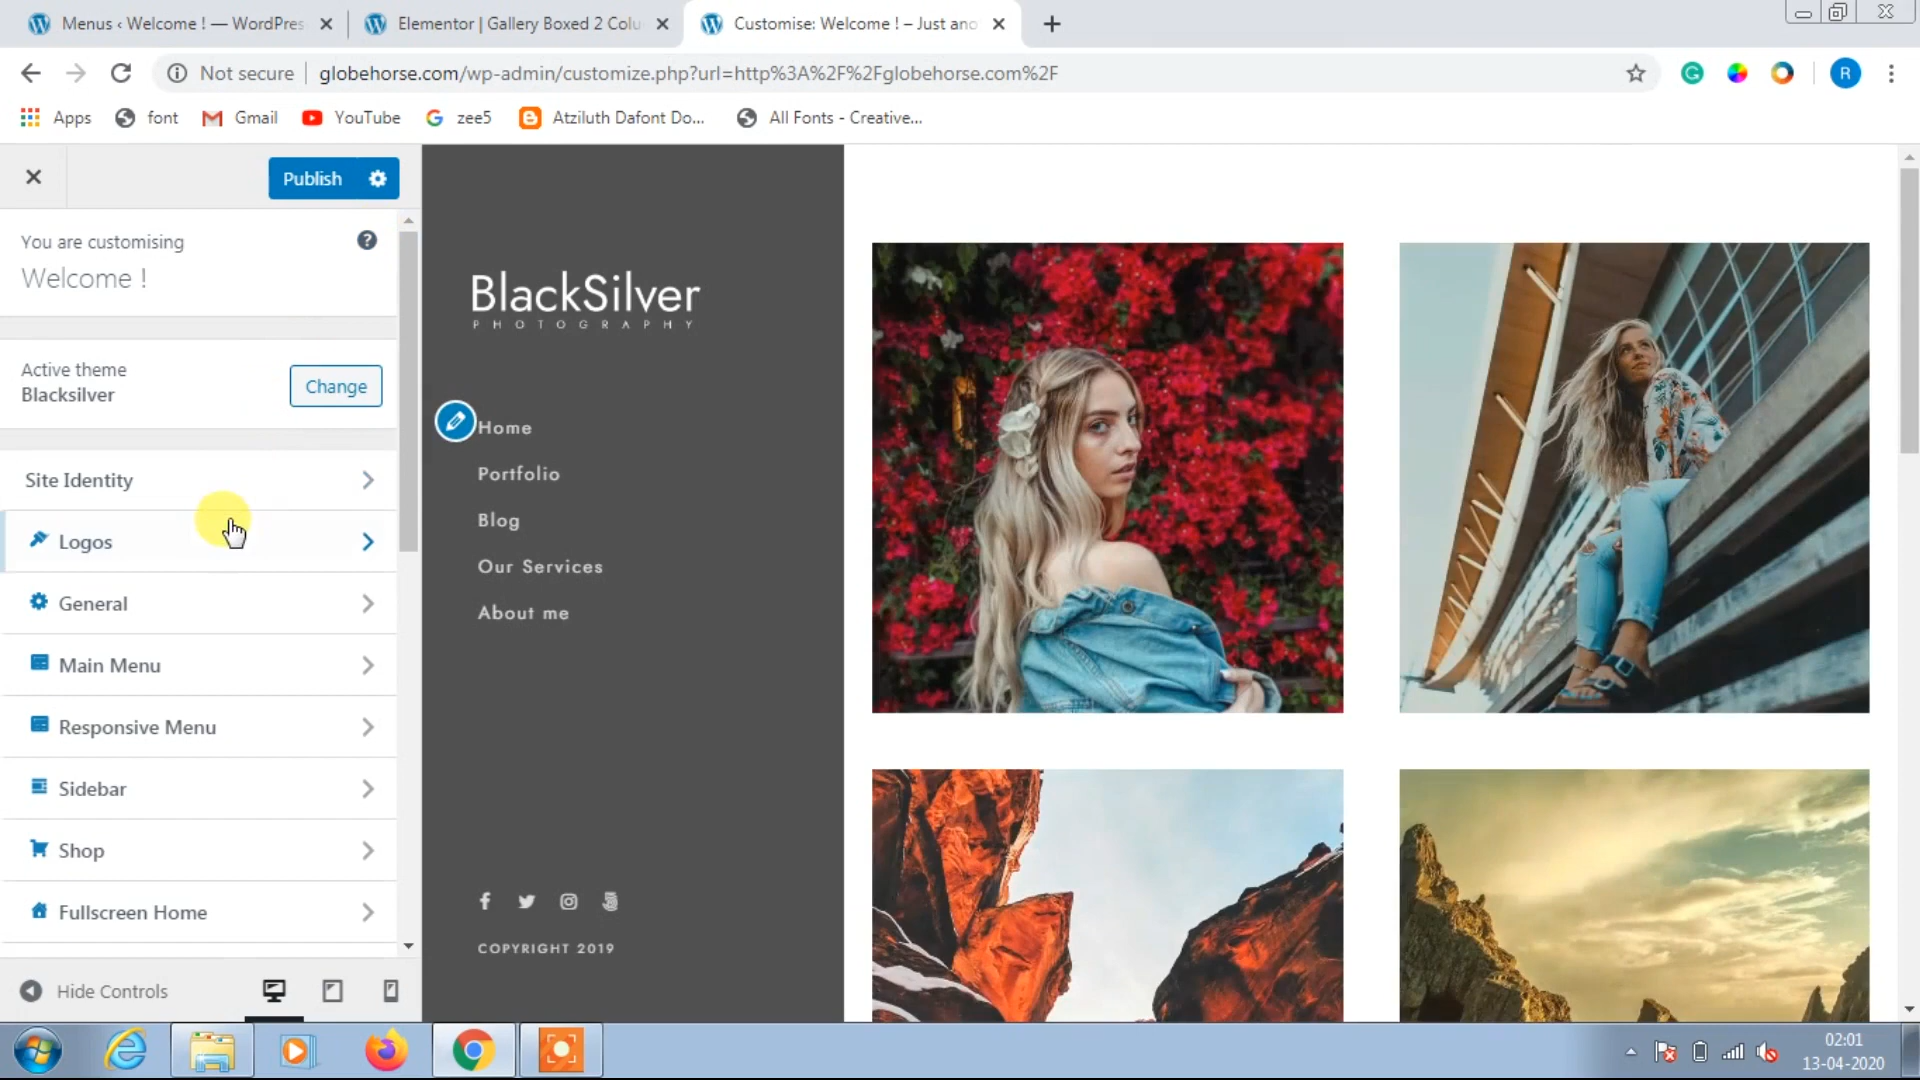 Menus ‹ Welcome ! — WordPres
Elementor | Gallery Boxed 2 Colu
Customise: Welcome ! – Just ano
Not secure
globehorse.com/wp-admin/customize.php?url=http%3A%2F%2Fglobehorse.com%2F
R
Apps
font
Gmail
YouTube
zee5
Atziluth Dafont Do...
All Fonts - Creative...
Publish
You are customising
Welcome !
Active theme
Blacksilver
Change
Site Identity
Logos
General
Main Menu
Responsive Menu
Sidebar
Shop
Fullscreen Home
Hide Controls
BlackSilver
PHOTOGRAPHY
Home
Portfolio
Blog
Our Services
About me
COPYRIGHT 2019
02:01
13-04-2020